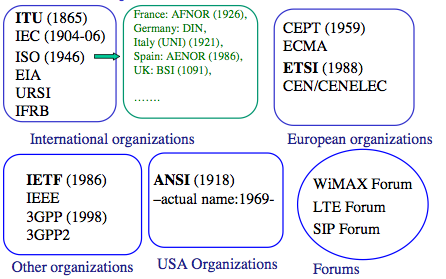 ITU (1865)
IEC (1904-06)
ISO (1946)
EIA
URSI
IFRB
France: AFNOR (1926),
Germany: DIN,
Italy (UNI) (1921),
Spain: AENOR (1986),
UK: BSI (1091),
.......
CEPT (1959)
ECMA
ETSI (1988)
CEN/CENELEC
International organizations
European organizations
IETF (1986)
IEEE
3GPP (1998)
3GPP2
ANSI (1918)
–actual name:1969-
WiMAX Forum
LTE Forum
SIP Forum
Other organizations
USA Organizations
Forums